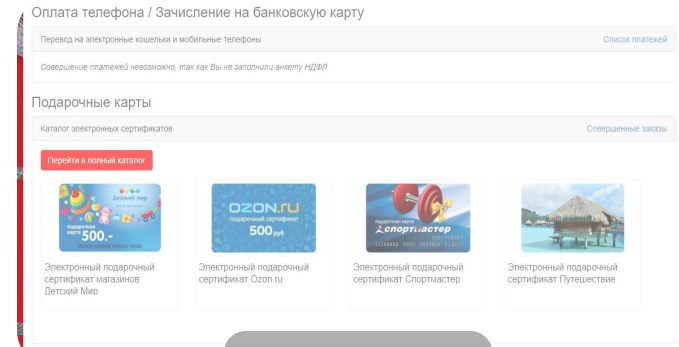 Оплата телефона / Зачисление на банковскую карту
Перевод на электронные кошельки и мобильные телефоны
Список платежей
Совершение платежей невозможно, так как Вы не заполнили анкету НДФЛ
Подарочные карты
Каталог электронных сертификатов
Совершенные заказы
Перейти в полный каталог
Детский мир
подарочная
карта 500.-
OZON.RU
подарочный сертификат
500 руб
подарочная карта
спортмастер
Электронный подарочный
сертификат магазинов
Детский Мир
Электронный подарочный
сертификат Ozon.ru
Электронный подарочный
сертификат Спортмастер
Электронный подарочный
сертификат Путешествие